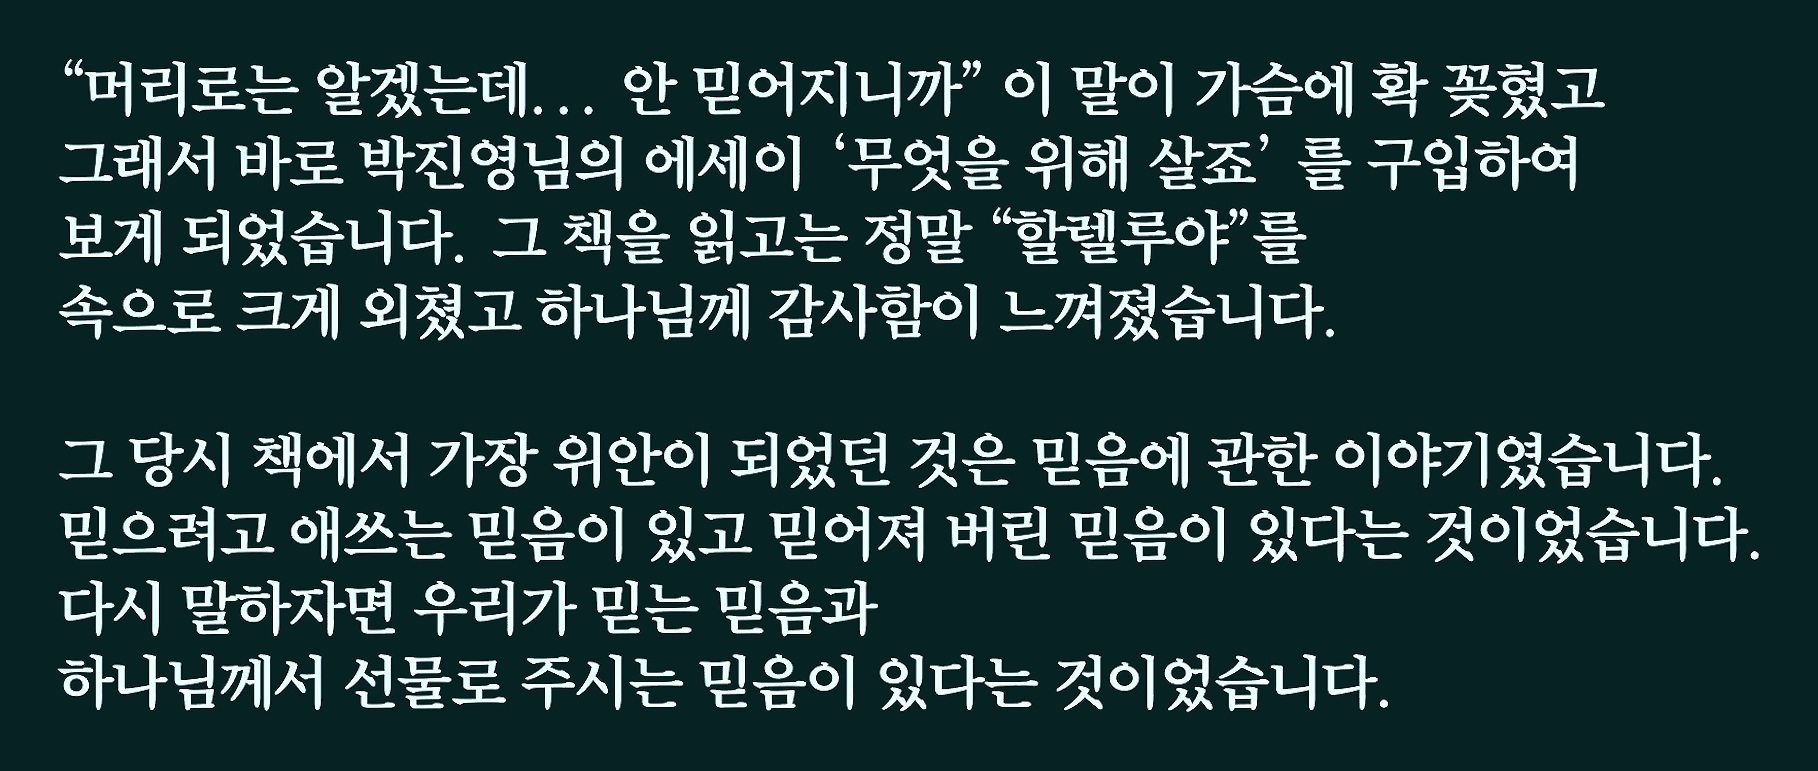 “머리로는 알겠는데... 안 믿어지니까” 이 말이 가슴에 확 꽂혔고
그래서 바로 박진영님의 에세이 ‘무엇을 위해 살죠’ 를 구입하여
보게 되었습니다. 그 책을 읽고는 정말 “할렐루야”를
속으로 크게 외쳤고 하나님께 감사함이 느껴졌습니다.
그 당시 책에서 가장 위안이 되었던 것은 믿음에 관한 이야기였습니다.
믿으려고 애쓰는 믿음이 있고 믿어져 버린 믿음이 있다는 것이었습니다.
다시 말하자면 우리가 믿는 믿음과
하나님께서 선물로 주시는 믿음이 있다는 것이었습니다.